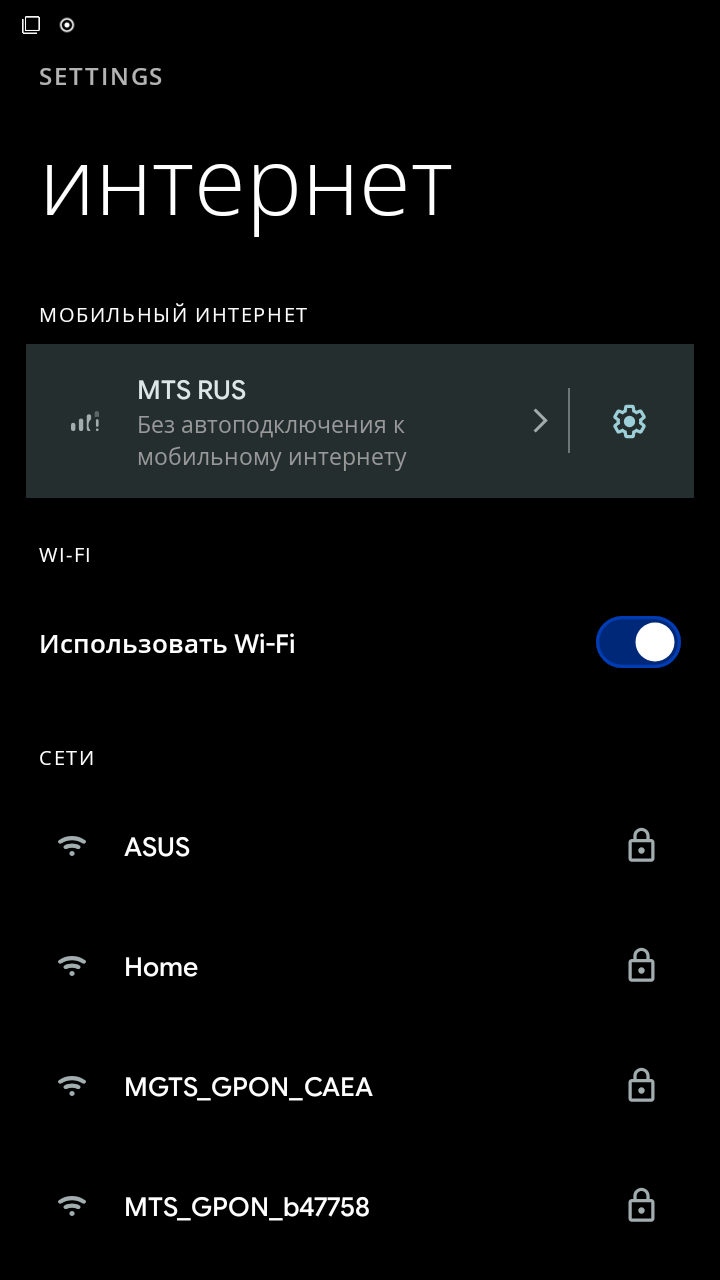 SETTINGS
интернет
МОБИЛЬНЫЙ ИНТЕРНЕТ
MTS RUS
Без автоподключения к
мобильному интернету
WI-FI
Использовать Wi-Fi
СЕТИ
ASUS
Home
MGTS_GPON_CAEA
MTS_GPON_b47758